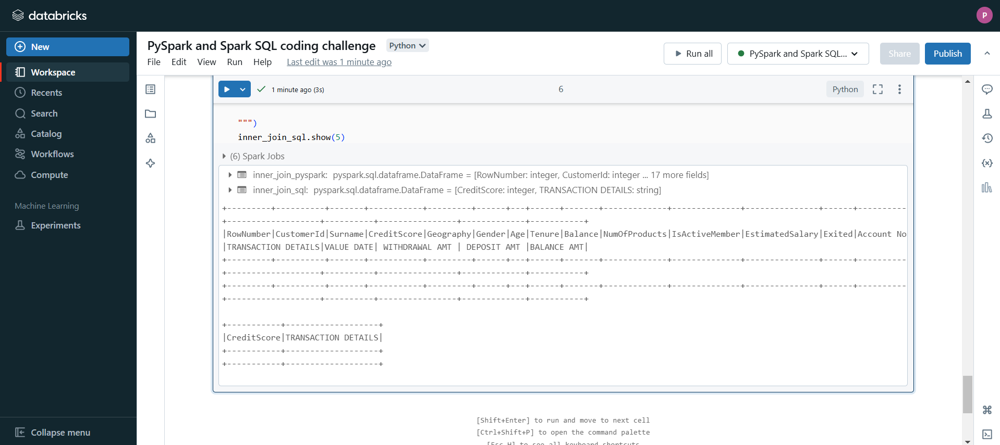 databricks
P
New
Workspace
Recents
Search
Catalog
Workflows
Compute
Machine Learning
Experiments
Collapse menu
PySpark and Spark SQL coding challenge
Python
File Edit View Run Help Last edit was 1 minute ago
Run all
PySpark and Spark SQL...
Share
Publish
1 minute ago (3s)
6
Python
""")
inner_join_sql.show(5)
(6) Spark Jobs
inner_join_pyspark: pyspark.sql.dataframe.DataFrame = [RowNumber: integer, CustomerId: integer ... 17 more fields]
inner_join_sql: pyspark.sql.dataframe.DataFrame = [CreditScore: integer, TRANSACTION DETAILS: string]
+---------+----------+-------+-----------+---------+------+---+------+-------+-------------+--------------+---------------+------+----------
+-------------------+----------+----------------+-------------+-----------+
|RowNumber|CustomerId|Surname|CreditScore|Geography|Gender|Age|Tenure|Balance|NumOfProducts|IsActiveMember|EstimatedSalary|Exited|Account No
|TRANSACTION DETAILS|VALUE DATE| WITHDRAWAL AMT | DEPOSIT AMT |BALANCE AMT|
+---------+----------+-------+-----------+---------+------+---+------+-------+-------------+--------------+---------------+------+----------
+-------------------+----------+----------------+-------------+-----------+
+---------+----------+-------+-----------+---------+------+---+------+-------+-------------+--------------+---------------+------+----------
+-------------------+----------+----------------+-------------+-----------+
+-----------+-------------------+
|CreditScore|TRANSACTION DETAILS|
+-----------+-------------------+
+-----------+-------------------+
[Shift+Enter] to run and move to next cell
[Ctrl+Shift+P] to open the command palette
[Esc H] to see all keyboard shortcuts